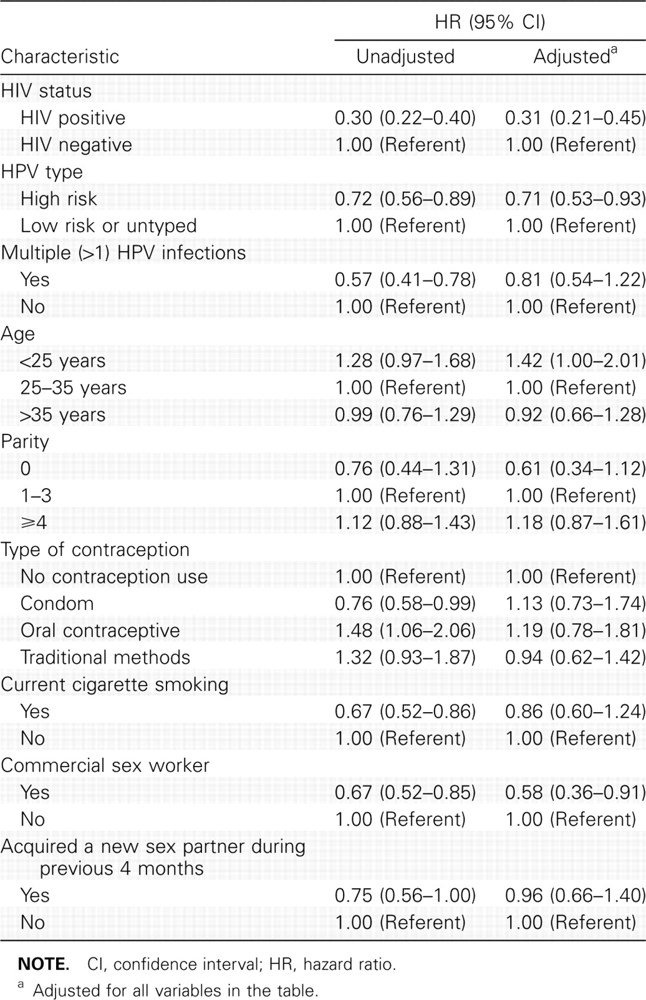 HR (95% CI)
Characteristic Unadjusted Adjustedᵃ
HIV status
HIV positive 0.30 (0.22–0.40) 0.31 (0.21–0.45)
HIV negative 1.00 (Referent) 1.00 (Referent)
HPV type
High risk 0.72 (0.56–0.89) 0.71 (0.53–0.93)
Low risk or untyped 1.00 (Referent) 1.00 (Referent)
Multiple (>1) HPV infections
Yes 0.57 (0.41–0.78) 0.81 (0.54–1.22)
No 1.00 (Referent) 1.00 (Referent)
Age
<25 years 1.28 (0.97–1.68) 1.42 (1.00–2.01)
25–35 years 1.00 (Referent) 1.00 (Referent)
>35 years 0.99 (0.76–1.29) 0.92 (0.66–1.28)
Parity
0 0.76 (0.44–1.31) 0.61 (0.34–1.12)
1–3 1.00 (Referent) 1.00 (Referent)
⩾4 1.12 (0.88–1.43) 1.18 (0.87–1.61)
Type of contraception
No contraception use 1.00 (Referent) 1.00 (Referent)
Condom 0.76 (0.58–0.99) 1.13 (0.73–1.74)
Oral contraceptive 1.48 (1.06–2.06) 1.19 (0.78–1.81)
Traditional methods 1.32 (0.93–1.87) 0.94 (0.62–1.42)
Current cigarette smoking
Yes 0.67 (0.52–0.86) 0.86 (0.60–1.24)
No 1.00 (Referent) 1.00 (Referent)
Commercial sex worker
Yes 0.67 (0.52–0.85) 0.58 (0.36–0.91)
No 1.00 (Referent) 1.00 (Referent)
Acquired a new sex partner during
previous 4 months
Yes 0.75 (0.56–1.00) 0.96 (0.66–1.40)
No 1.00 (Referent) 1.00 (Referent)
NOTE. CI, confidence interval; HR, hazard ratio.
ᵃ Adjusted for all variables in the table.